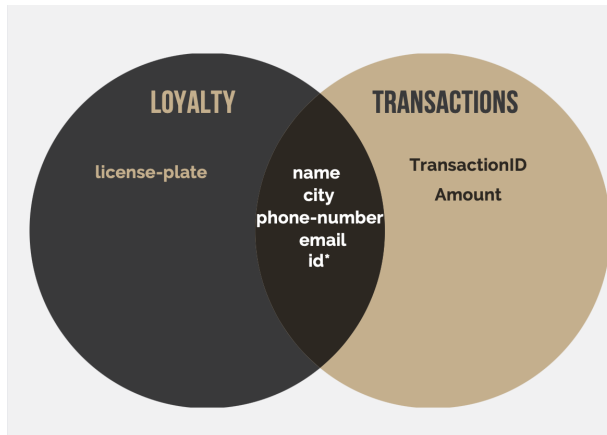 LOYALTY
license-plate
name
city
phone-number
email
id*
TRANSACTIONS
TransactionID
Amount